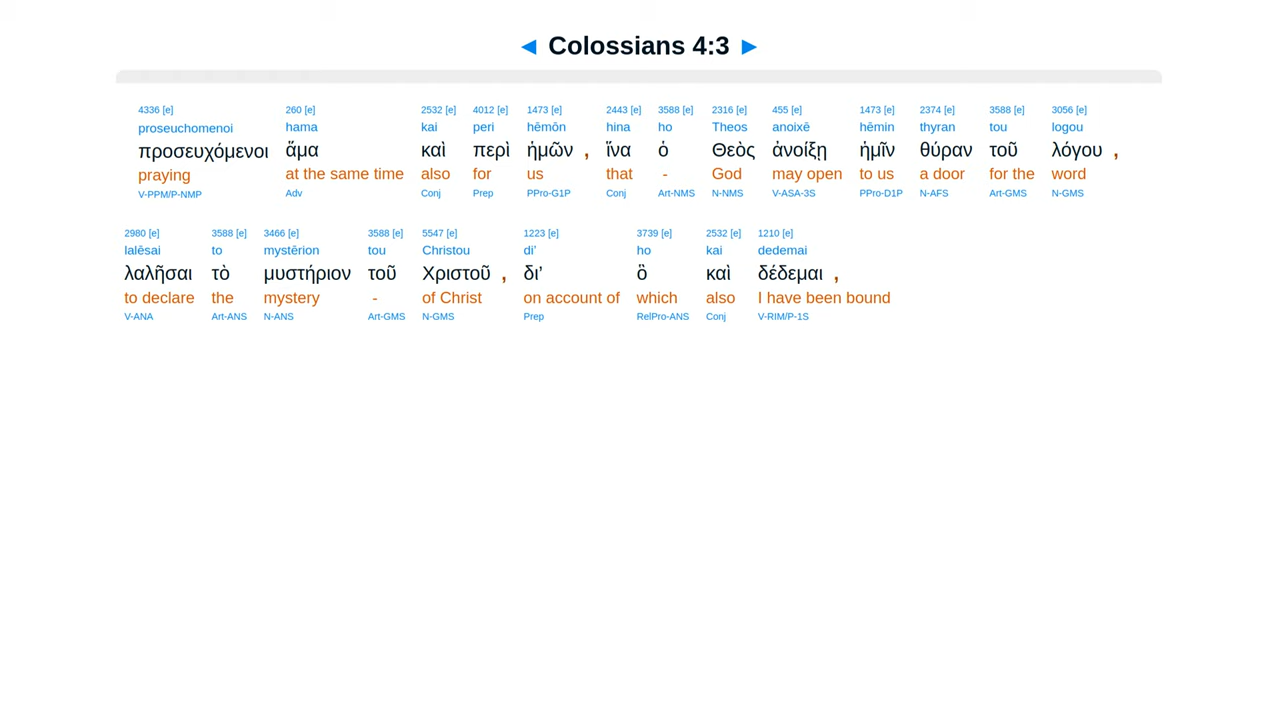 ◄ Colossians 4:3 ►
4336 [e] 260 [e] 2532 [e] 4012 [e] 1473 [e] 2443 [e] 3588 [e] 2316 [e] 455 [e] 1473 [e] 2374 [e] 3588 [e] 3056 [e]
proseuchomenoi hama kai peri hēmōn hina ho Theos anoixē hēmin thyran tou logou
προσευχόμενοι ἅμα καὶ περὶ ἡμῶν , ἵνα ὁ Θεὸς ἀνοίξῃ ἡμῖν θύραν τοῦ λόγου ,
praying at the same time also for us that - God may open to us a door for the word
V-PPM/P-NMP Adv Conj Prep PPro-G1P Conj Art-NMS N-NMS V-ASA-3S PPro-D1P N-AFS Art-GMS N-GMS
2980 [e] 3588 [e] 3466 [e] 3588 [e] 5547 [e] 1223 [e] 3739 [e] 2532 [e] 1210 [e]
lalēsai to mystērion tou Christou di’ ho kai dedemai
λαλῆσαι τὸ μυστήριον τοῦ Χριστοῦ , δι’ ὃ καὶ δέδεμαι ,
to declare the mystery - of Christ on account of which also I have been bound
V-ANA Art-ANS N-ANS Art-GMS N-GMS Prep RelPro-ANS Conj V-RIM/P-1S